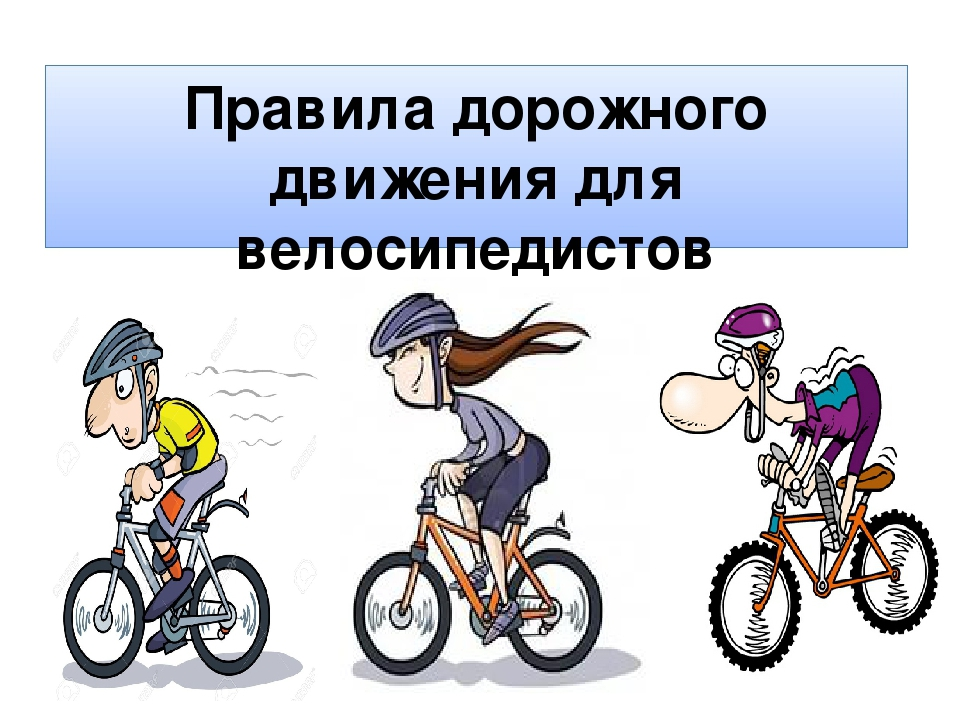 Правила дорожного
движения для
велосипедистов